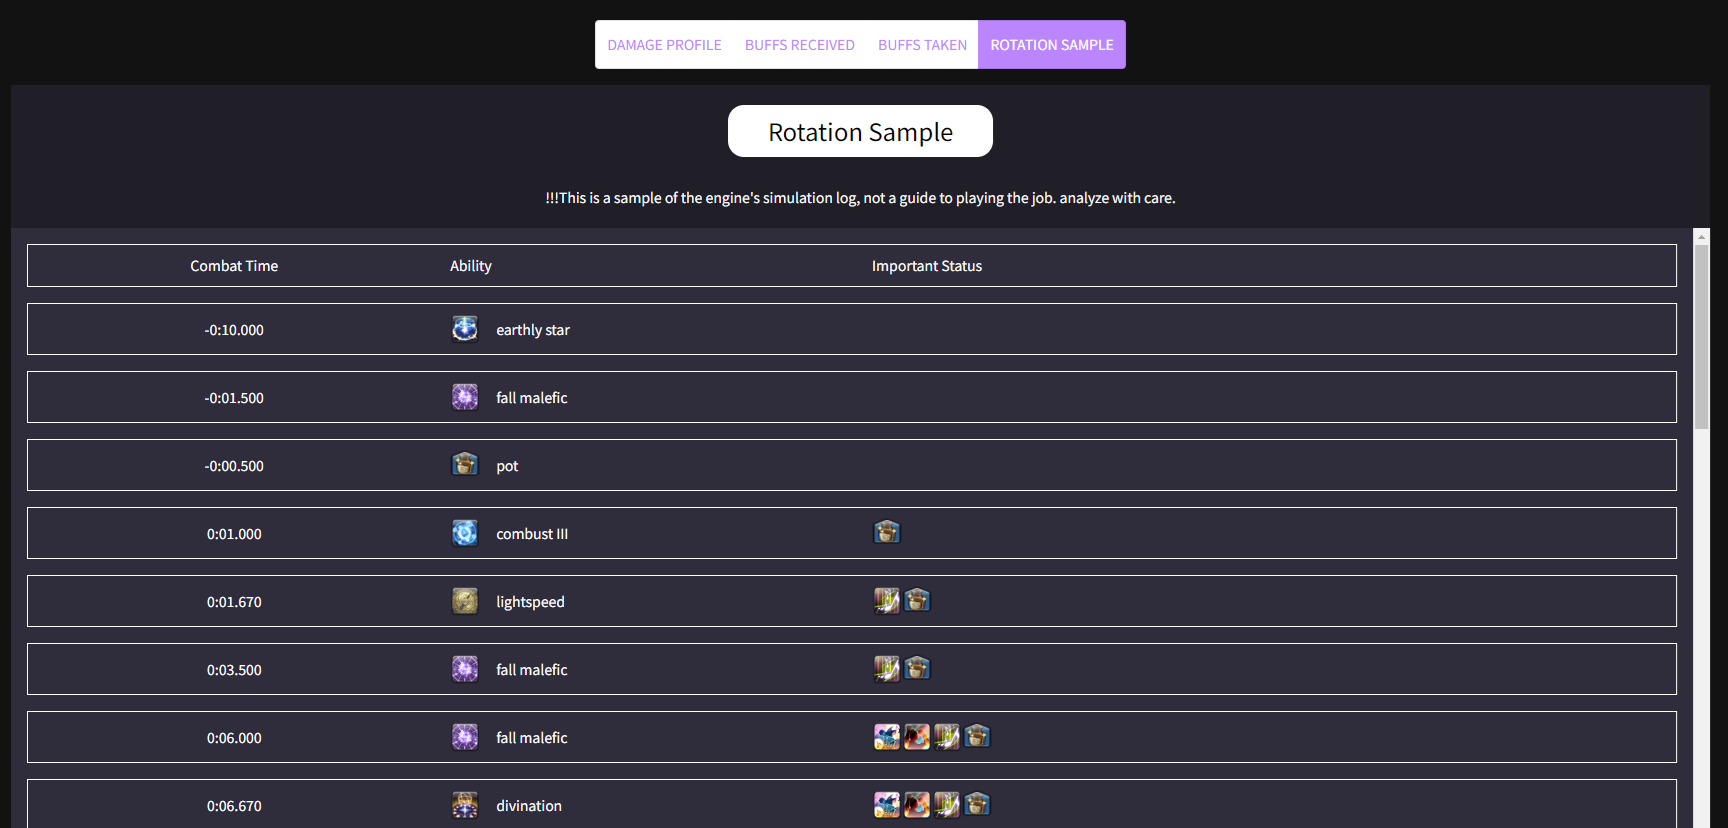 DAMAGE PROFILE BUFFS RECEIVED BUFFS TAKEN ROTATION SAMPLE
Rotation Sample
!!!This is a sample of the engine's simulation log, not a guide to playing the job. analyze with care.
Combat Time Ability Important Status
-0:10.000 earthly star
-0:01.500 fall malefic
-0:00.500 pot
0:01.000 combust III
0:01.670 lightspeed
0:03.500 fall malefic
0:06.000 fall malefic
0:06.670 divination